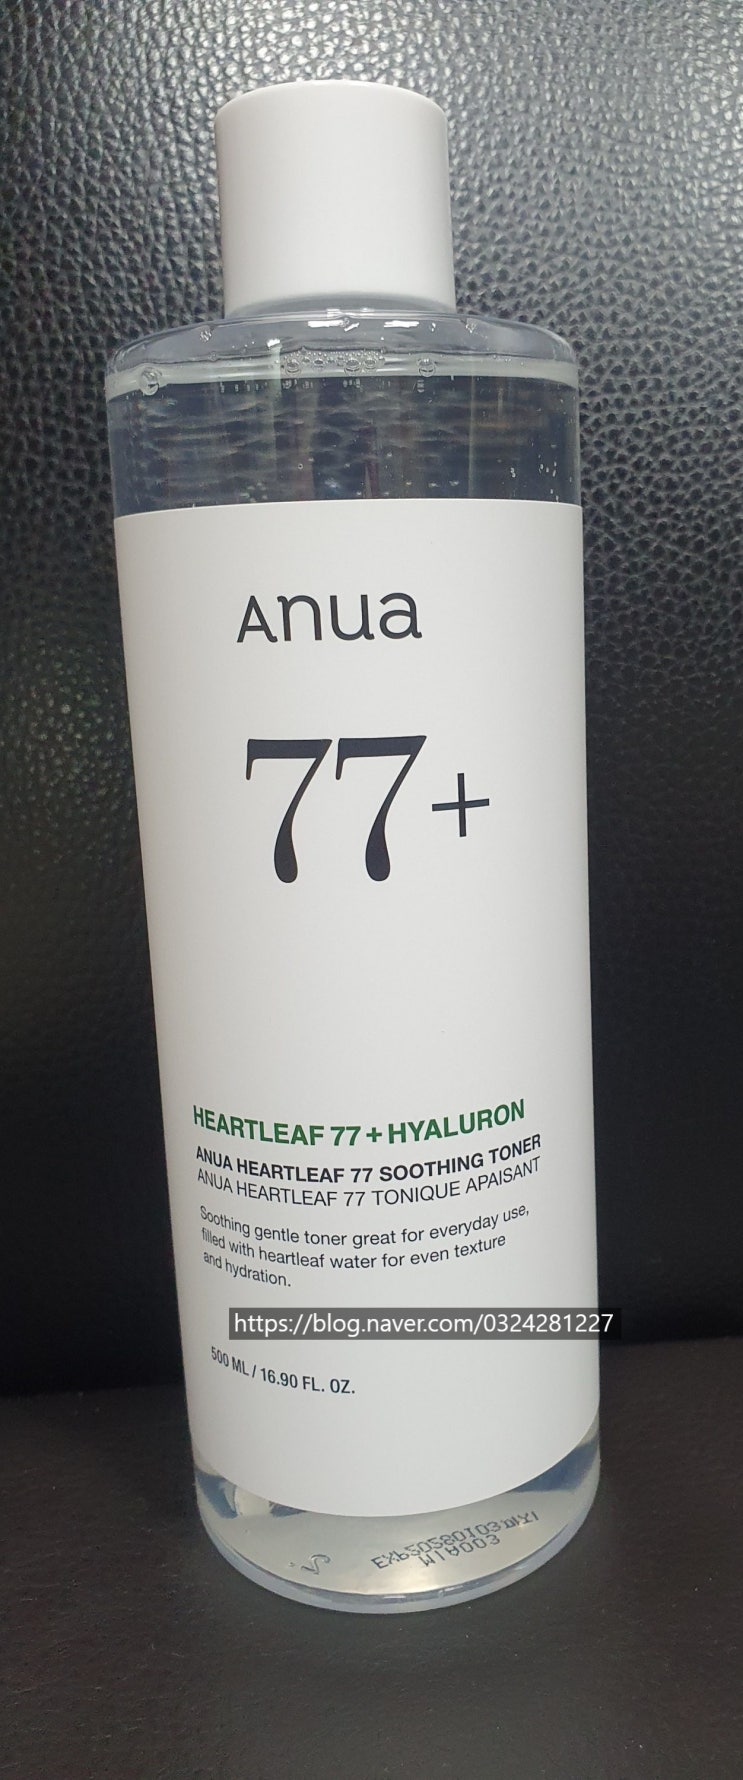 Anua
77+
HEARTLEAF 77+HYALURON
ANUA HEARTLEAF 77 SOOTHING TONER
ANUA HEARTLEAF 77 TONIQUE APAISANT
Soothing gentle toner great for everyday use,
filled with heartleaf water for even texture
and hydration.
https://blog.naver.com/0324281227
500 ML / 16.90 FL. OZ.
EXP20280103